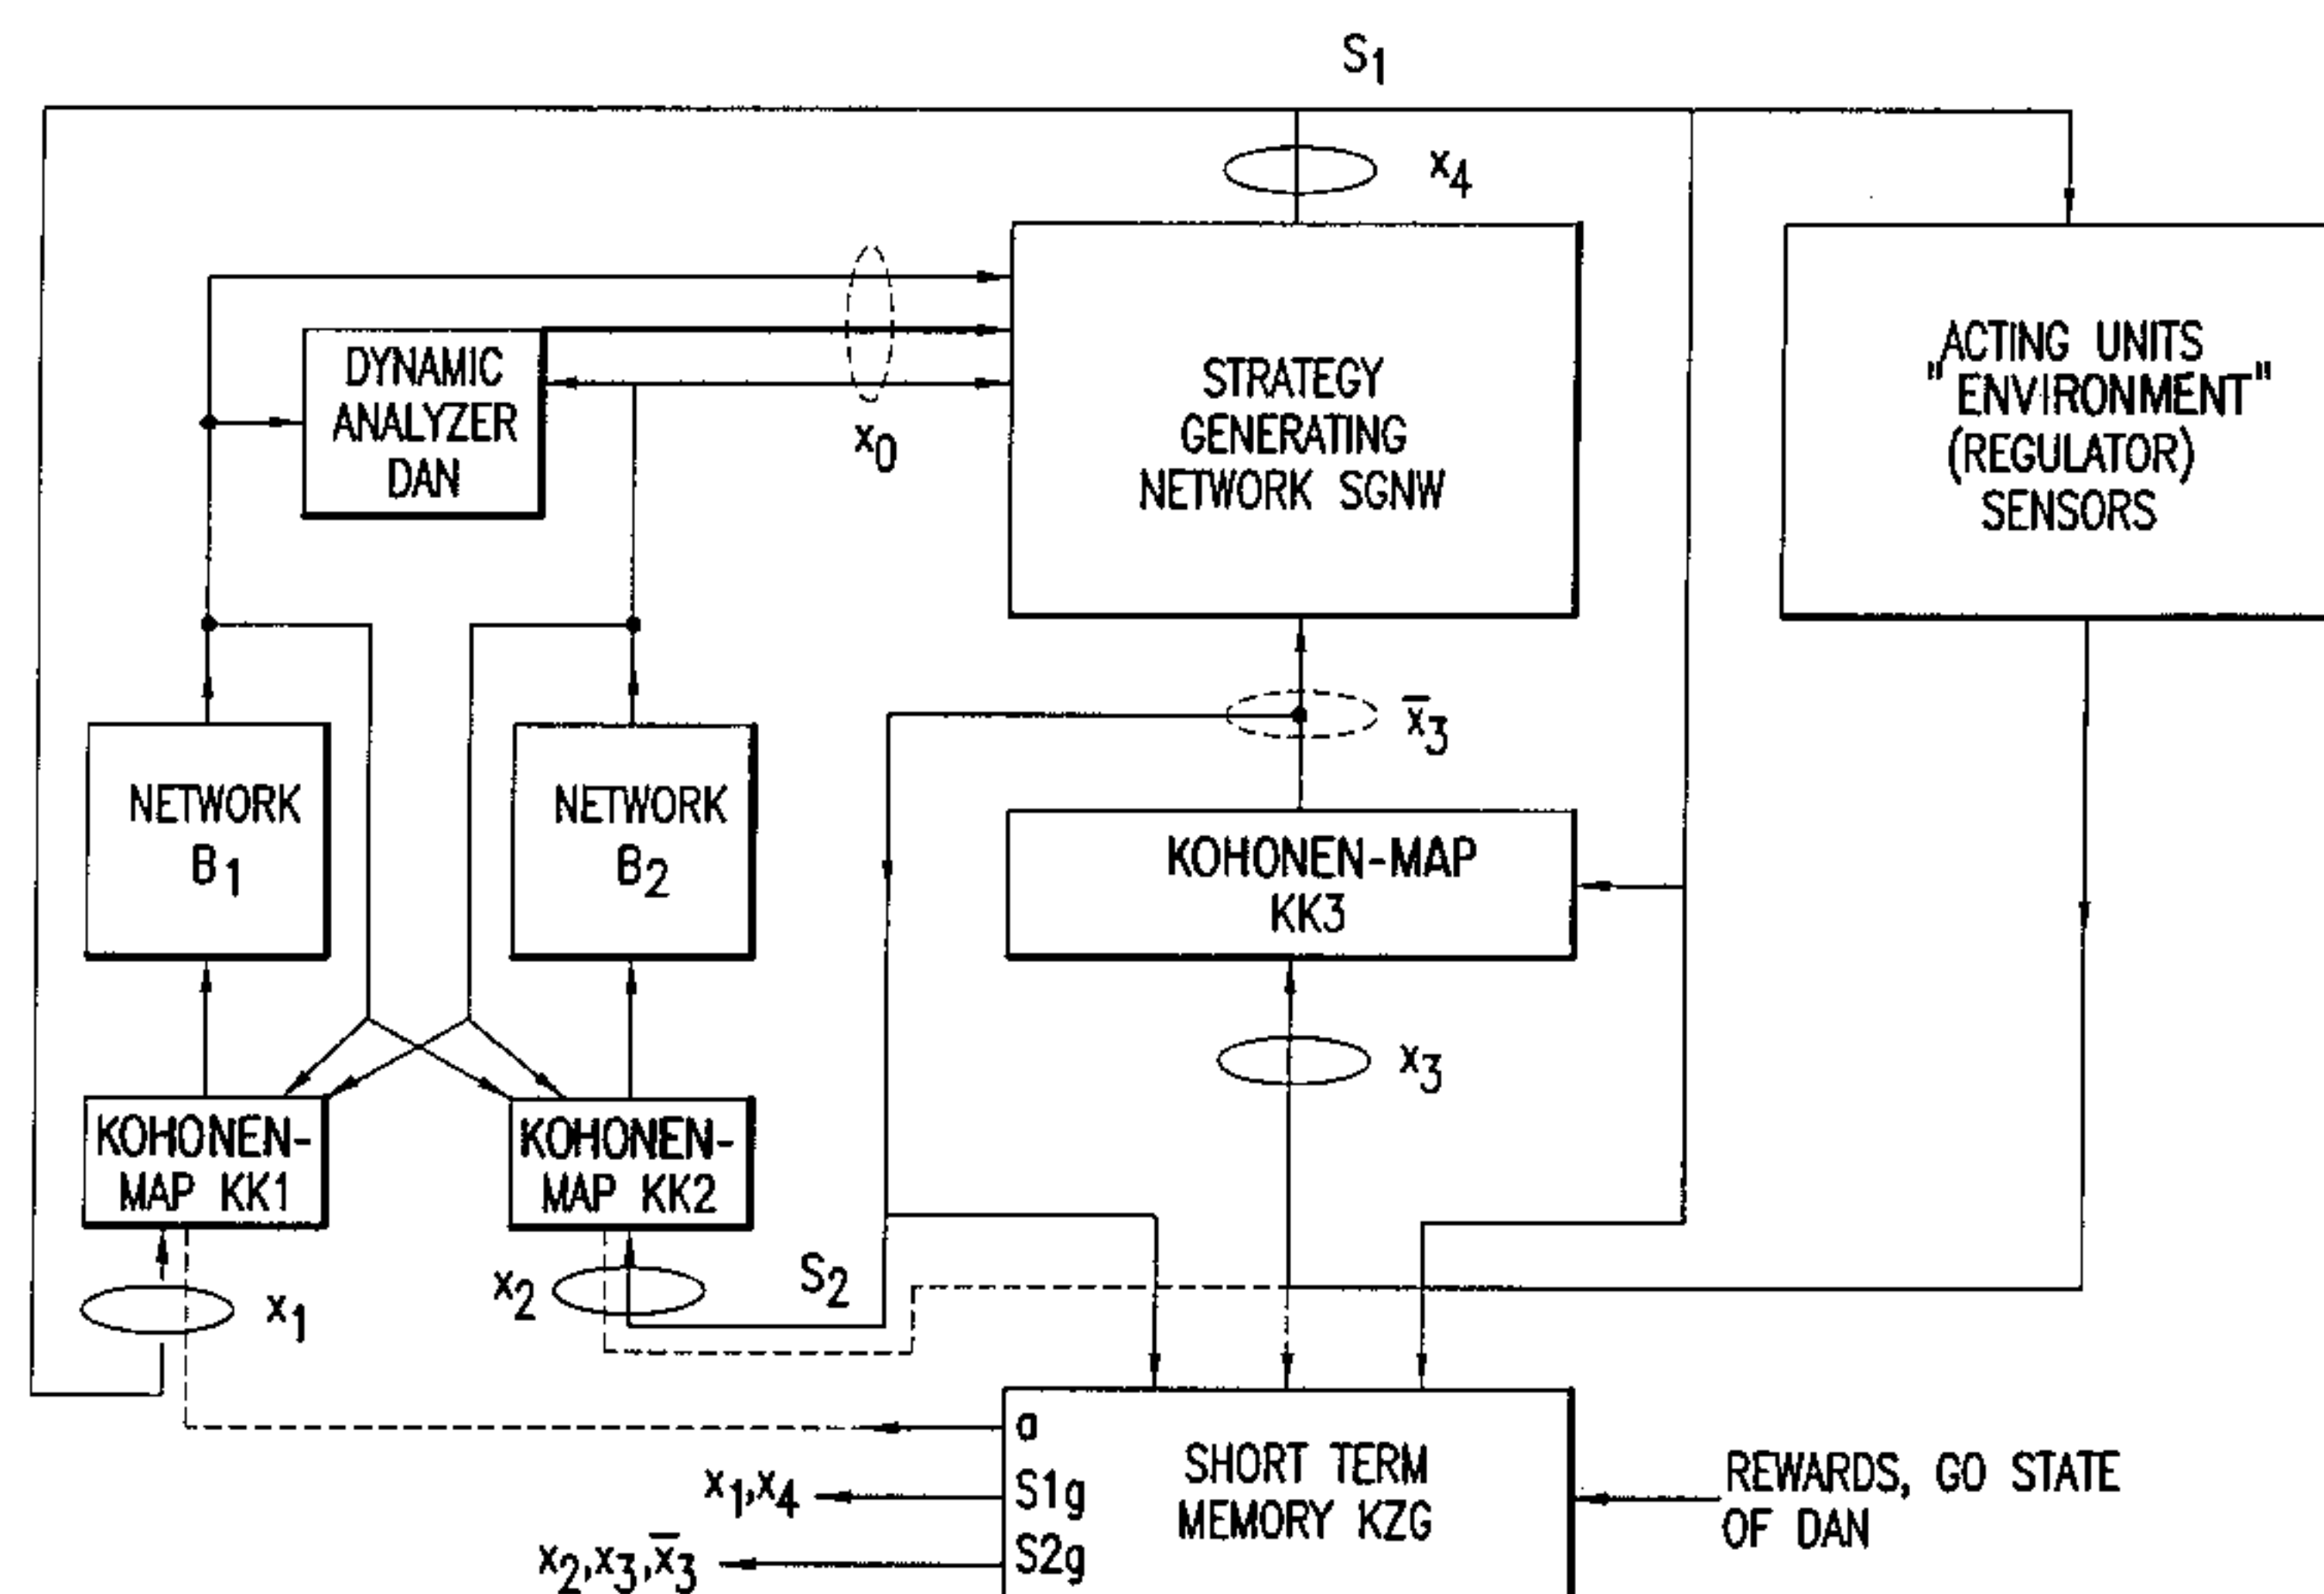 S1
x4
DYNAMIC
ANALYZER
DAN
x0
STRATEGY
GENERATING
NETWORK SGNW
ACTING UNITS
"ENVIRONMENT"
(REGULATOR)
SENSORS
x̄3
NETWORK
B1
NETWORK
B2
KOHONEN-MAP
KK3
x3
KOHONEN-
MAP KK1
KOHONEN-
MAP KK2
x1
x2
S2
a
S1g
S2g
x1,x4
x2,x3,x̄3
SHORT TERM
MEMORY KZG
REWARDS, GO STATE
OF DAN